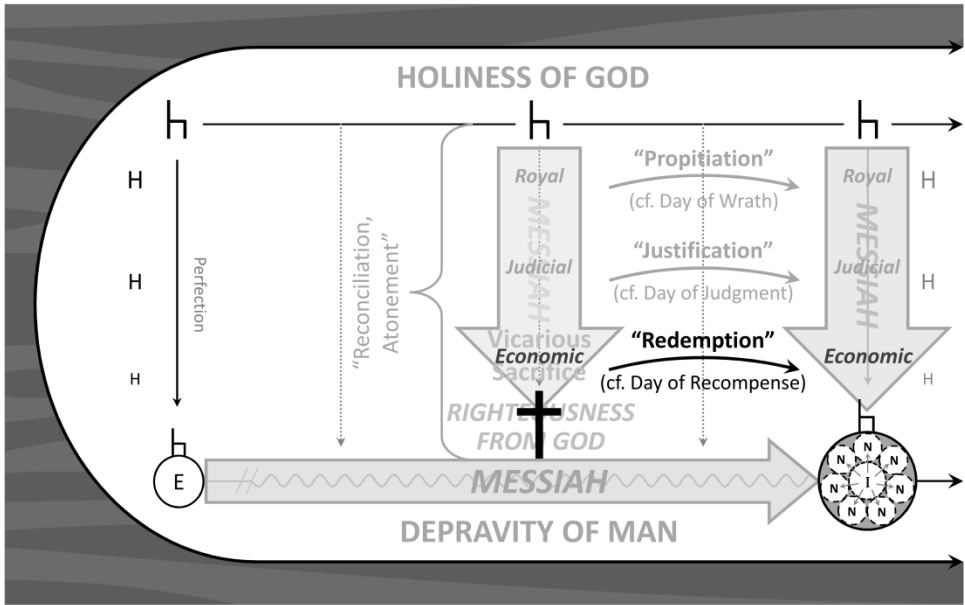 HOLINESS OF GOD
H
H
H
Perfection
E
"Reconciliation,
Atonement"
Royal
MESSIAH
Judicial
Vicarious
Economic
Sacrifice
RIGHTEOUSNESS
FROM GOD
"Propitiation"
(cf. Day of Wrath)
"Justification"
(cf. Day of Judgment)
"Redemption"
(cf. Day of Recompense)
Royal
MESSIAH
Judicial
Economic
H
H
H
MESSIAH
N
N
N
N
I
N
N
N
DEPRAVITY OF MAN